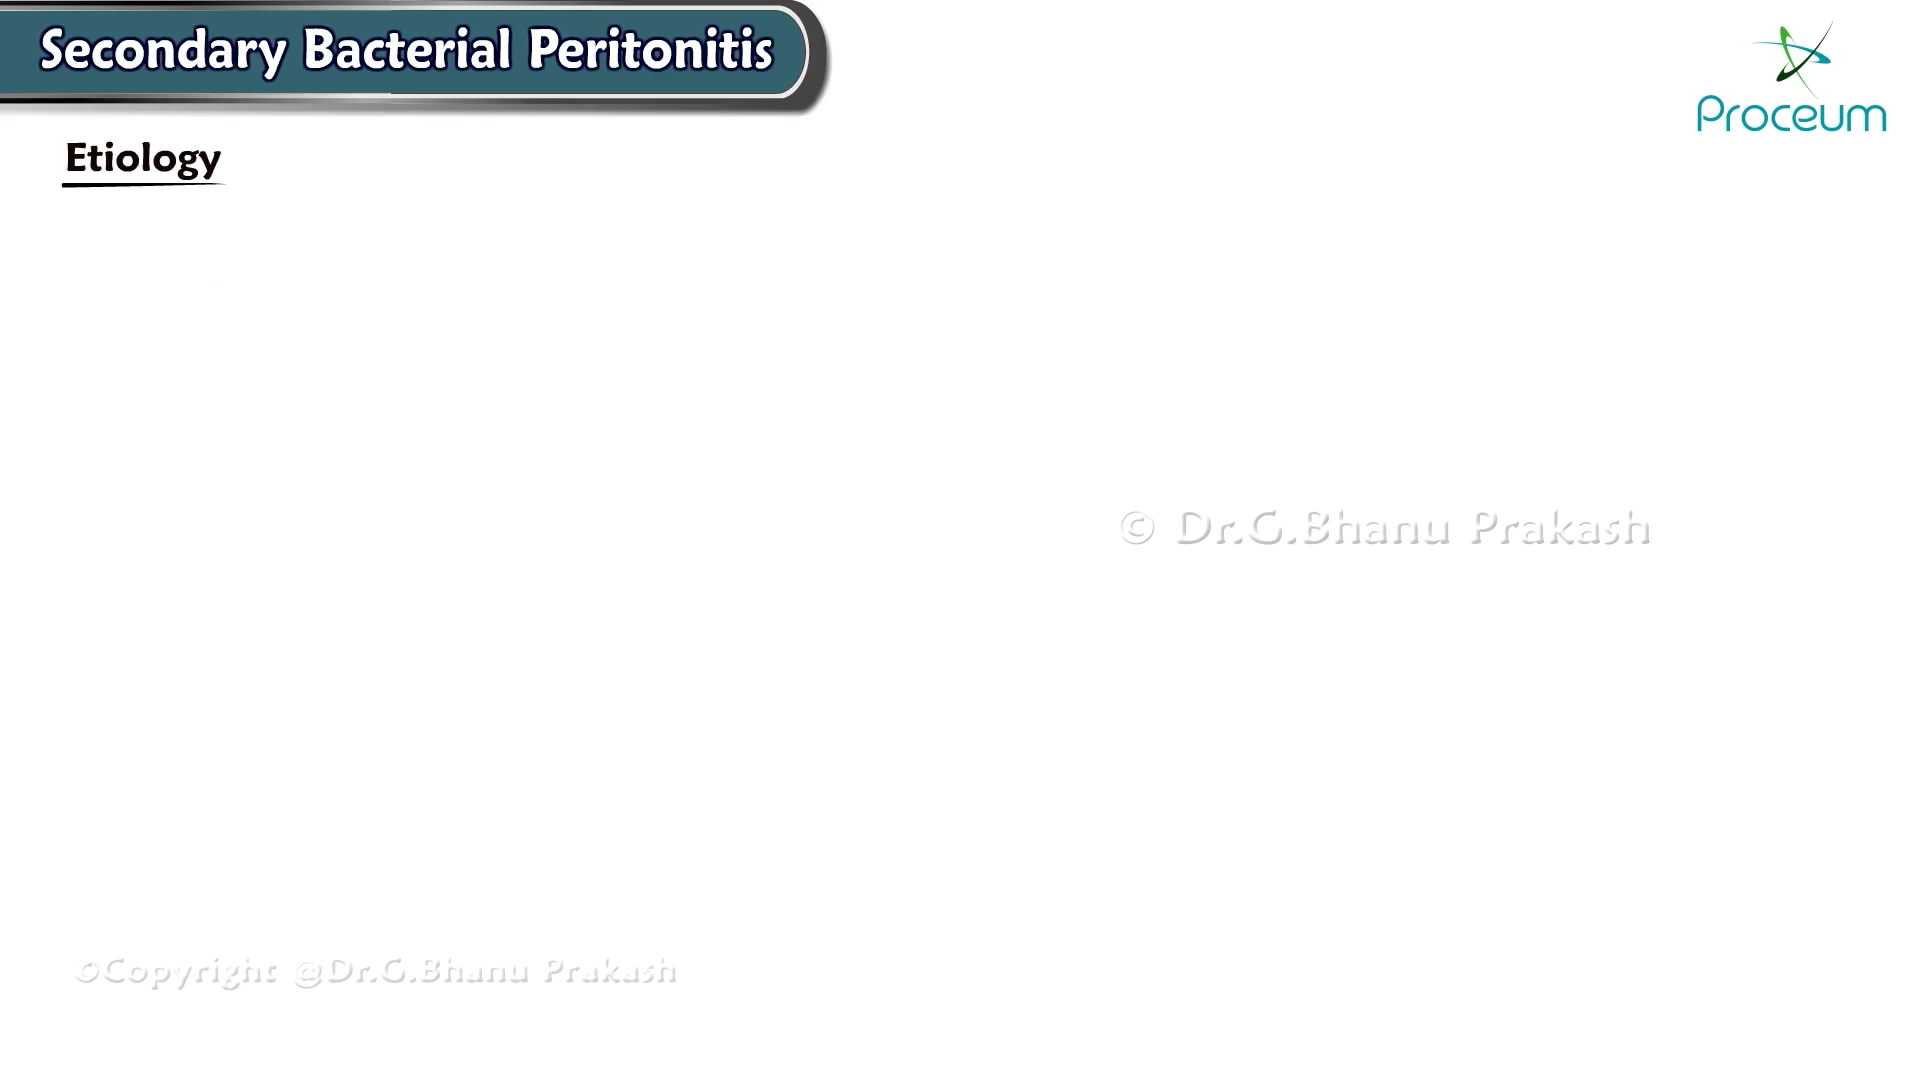 Secondary Bacterial Peritonitis
Proceum
Etiology
© Dr.G.Bhanu Prakash
©Copyright @Dr.G.Bhanu Prakash